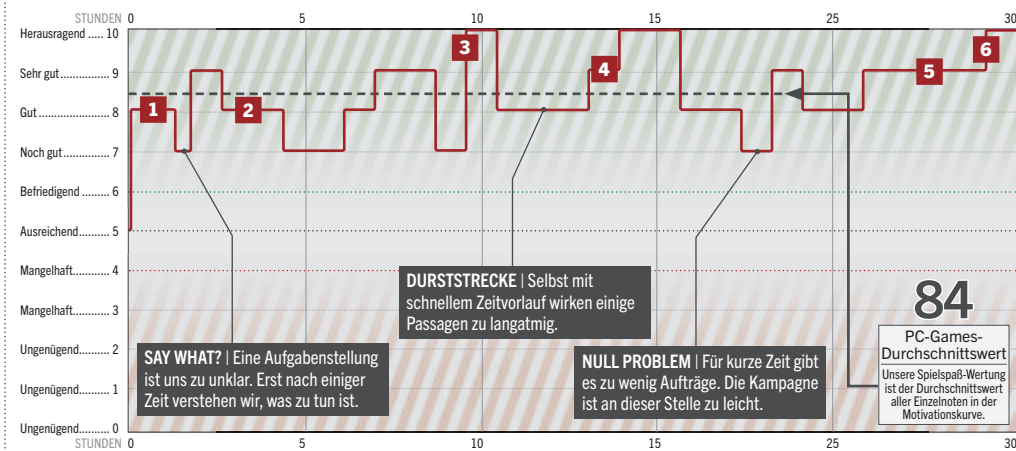 STUNDEN 0 5 10 15 20 25 30
Herausragend ..... 10
Sehr gut ............... 9
Gut ........................ 8
Noch gut .............. 7
Befriedigend ......... 6
Ausreichend .......... 5
Mangelhaft ............ 4
Mangelhaft ............ 3
Ungenügend .......... 2
Ungenügend .......... 1
Ungenügend .......... 0
STUNDEN 0 5 10 15 25 30
1
2
3
4
5
6
SAY WHAT? | Eine Aufgabenstellung
ist uns zu unklar. Erst nach einiger
Zeit verstehen wir, was zu tun ist.
DURSTSTRECKE | Selbst mit
schnellem Zeitvorlauf wirken einige
Passagen zu langatmig.
NULL PROBLEM | Für kurze Zeit gibt
es zu wenig Aufträge. Die Kampagne
ist an dieser Stelle zu leicht.
84
PC-Games-
Durchschnittswert
Unsere Spielspaß-Wertung
ist der Durchschnittswert
aller Einzelnoten in der
Motivationskurve.